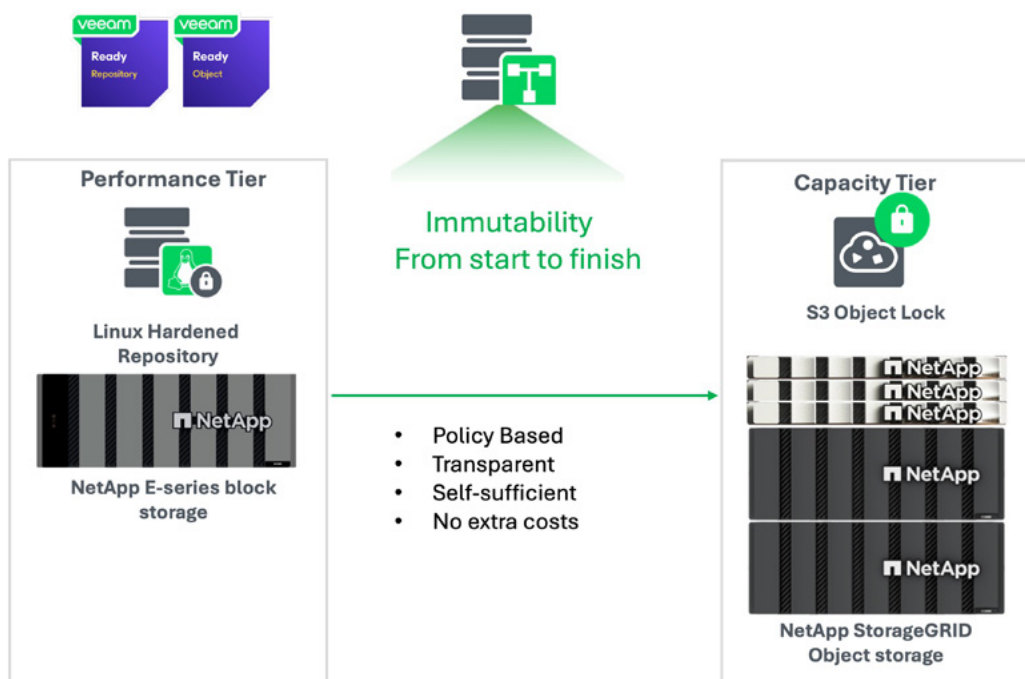 veeam
Ready
Repository
veeam
Ready
Object
Performance Tier
Linux Hardened
Repository
NetApp
NetApp E-series block
storage
Immutability
From start to finish
• Policy Based
• Transparent
• Self-sufficient
• No extra costs
Capacity Tier
S3 Object Lock
NetApp
NetApp
NetApp
NetApp
NetApp
NetApp StorageGRID
Object storage